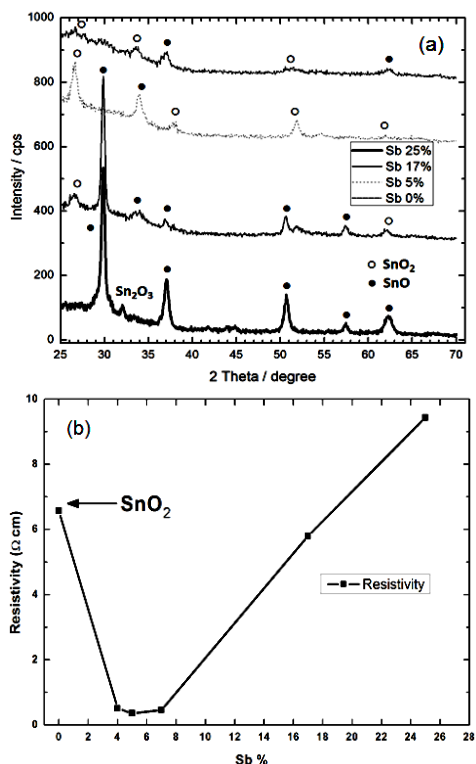 1000
800
600
400
200
0
Intensity / cps
(a)
Sb 25%
Sb 17%
Sb 5%
Sb 0%
SnO₂
SnO
Sn₂O₃
25 30 35 40 45 50 55 60 65 70
2 Theta / degree
(b)
10
8
6
4
2
0
Resistivity (Ω cm)
SnO₂
Resistivity
0 2 4 6 8 10 12 14 16 18 20 22 24 26 28
Sb %